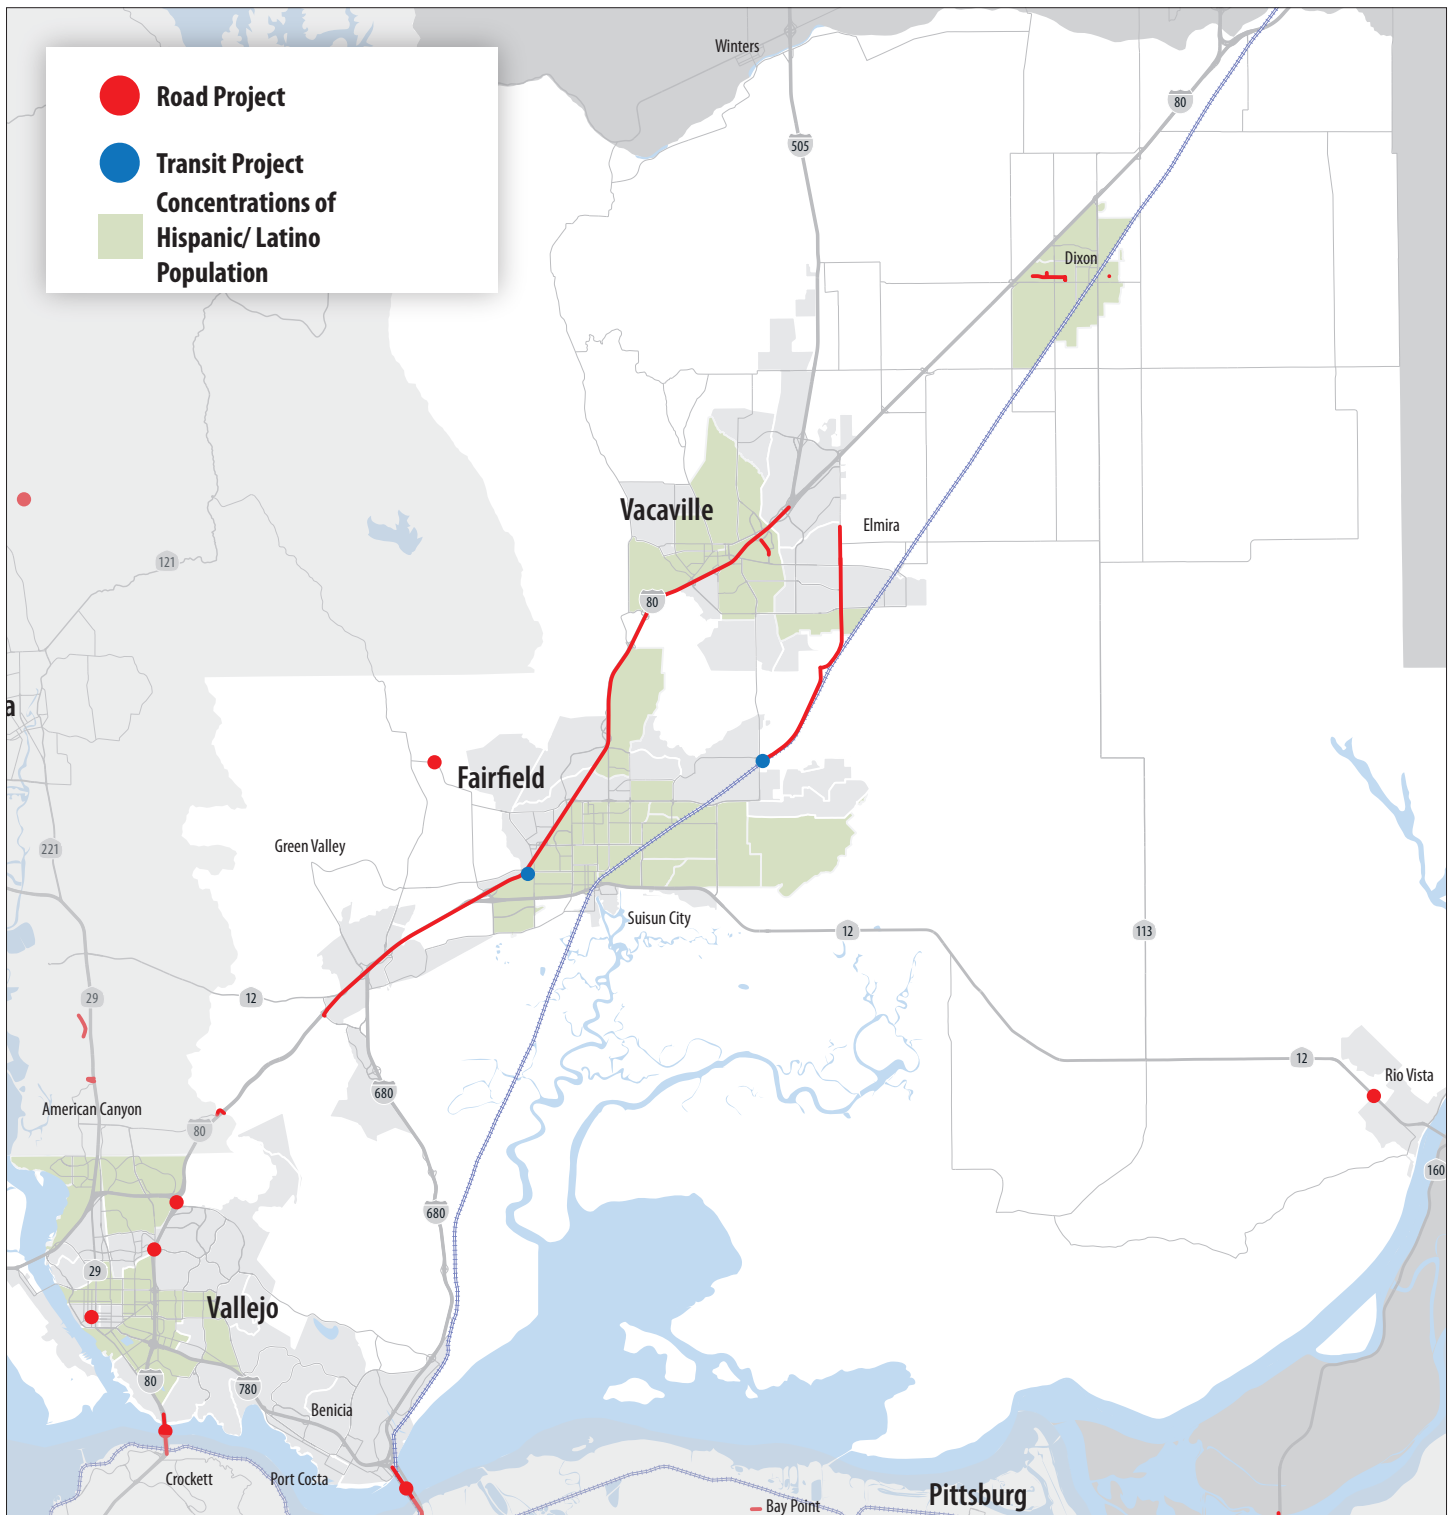 Road Project
Transit Project
Concentrations of
Hispanic/ Latino
Population
Winters
80
505
Dixon
Vacaville
Elmira
121
80
a
Fairfield
Green Valley
221
Suisun City
12
113
12
29
12
Rio Vista
680
American Canyon
80
160
680
29
Vallejo
80
780
Benicia
Crockett
Port Costa
Pittsburg
Bay Point